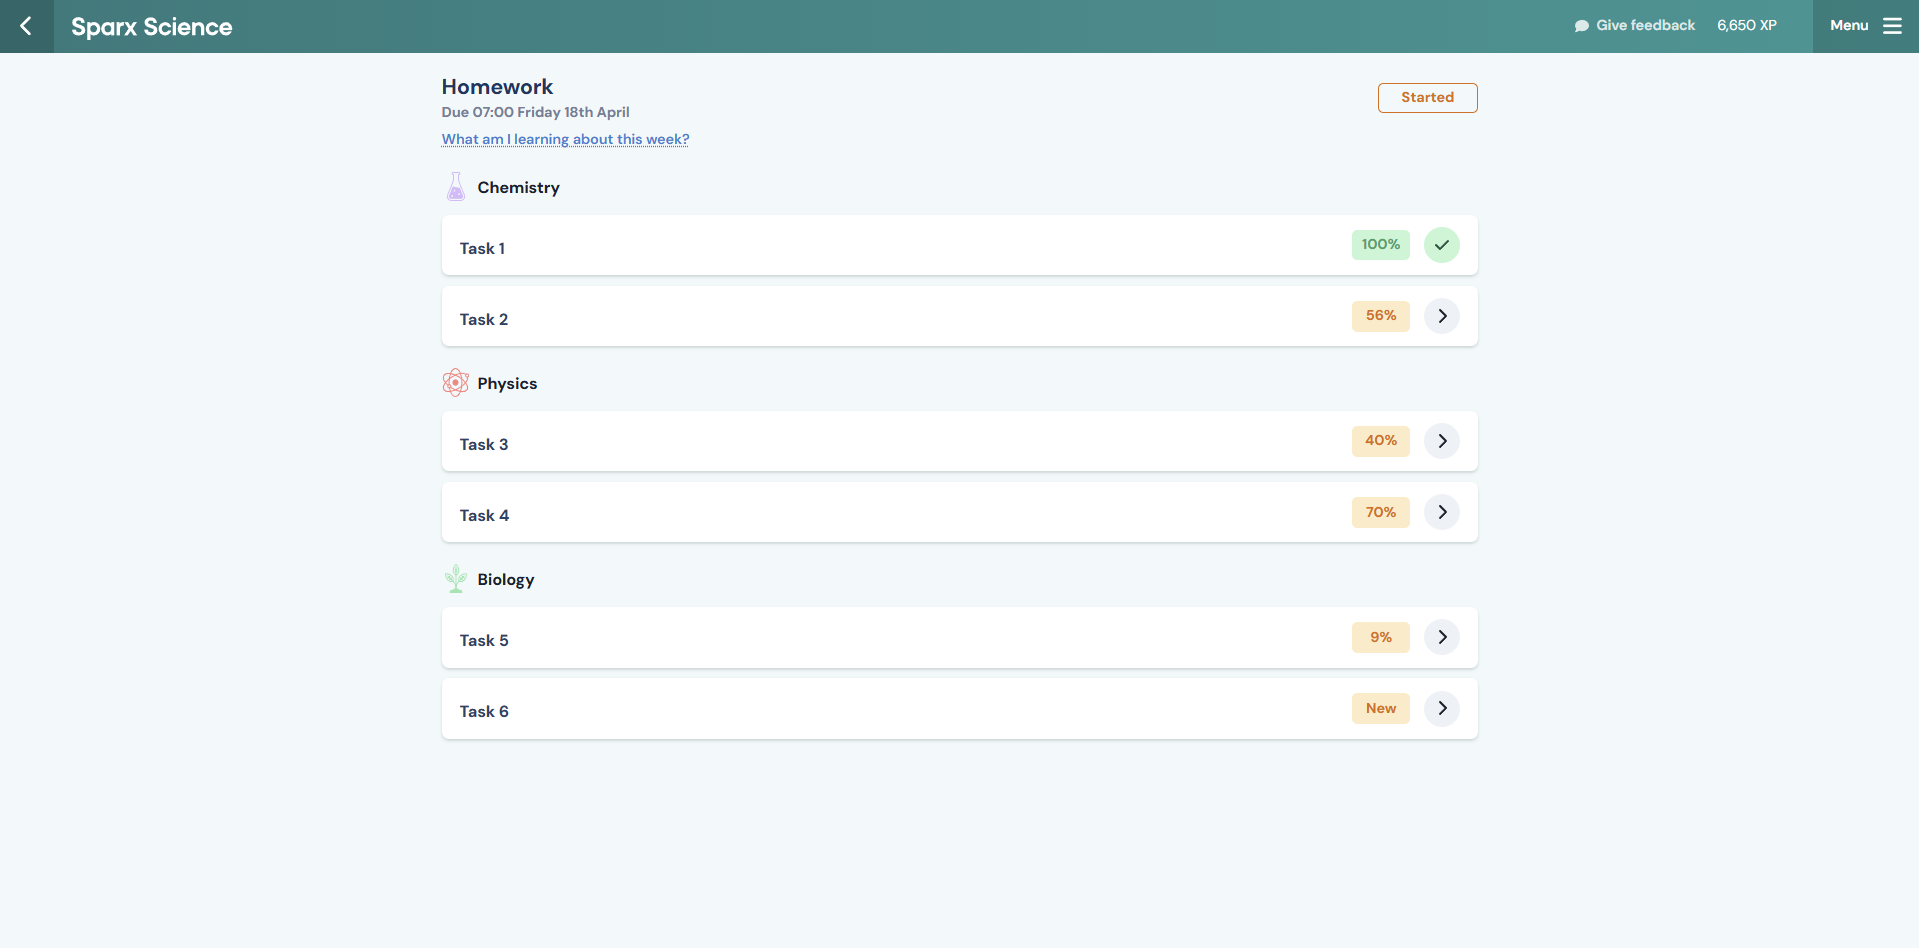 Sparx Science
Give feedback
6,650 XP
Menu
Homework
Due 07:00 Friday 18th April
Started
What am I learning about this week?
Chemistry
Task 1
100%
Task 2
56%
Physics
Task 3
40%
Task 4
70%
Biology
Task 5
9%
Task 6
New